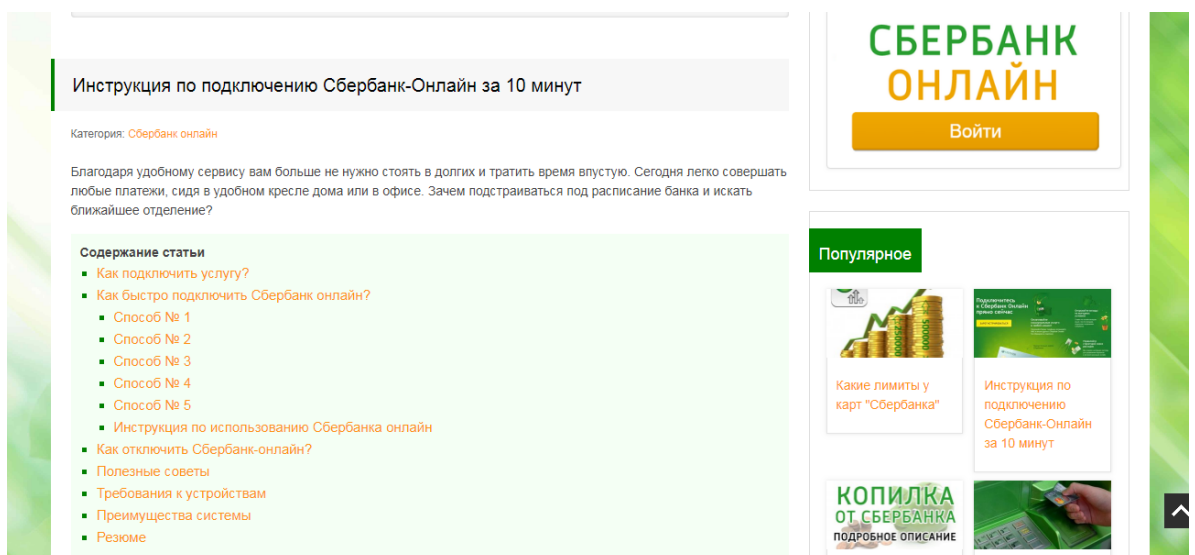 Инструкция по подключению Сбербанк-Онлайн за 10 минут
Категория: Сбербанк онлайн
Благодаря удобному сервису вам больше не нужно стоять в долгих и тратить время впустую. Сегодня легко совершать
любые платежи, сидя в удобном кресле дома или в офисе. Зачем подстраиваться под расписание банка и искать
ближайшее отделение?
Содержание статьи
Как подключить услугу?
Как быстро подключить Сбербанк онлайн?
Способ № 1
Способ № 2
Способ № 3
Способ № 4
Способ № 5
Инструкция по использованию Сбербанка онлайн
Как отключить Сбербанк-онлайн?
Полезные советы
Требования к устройствам
Преимущества системы
Резюме
СБЕРБАНК
ОНЛАЙН
Войти
Популярное
Какие лимиты у
карт "Сбербанка"
Подключитесь
к Сбербанк Онлайн
прямо сейчас
Инструкция по
подключению
Сбербанк-Онлайн
за 10 минут
КОПИЛКА
ОТ СБЕРБАНКА
ПОДРОБНОЕ ОПИСАНИЕ